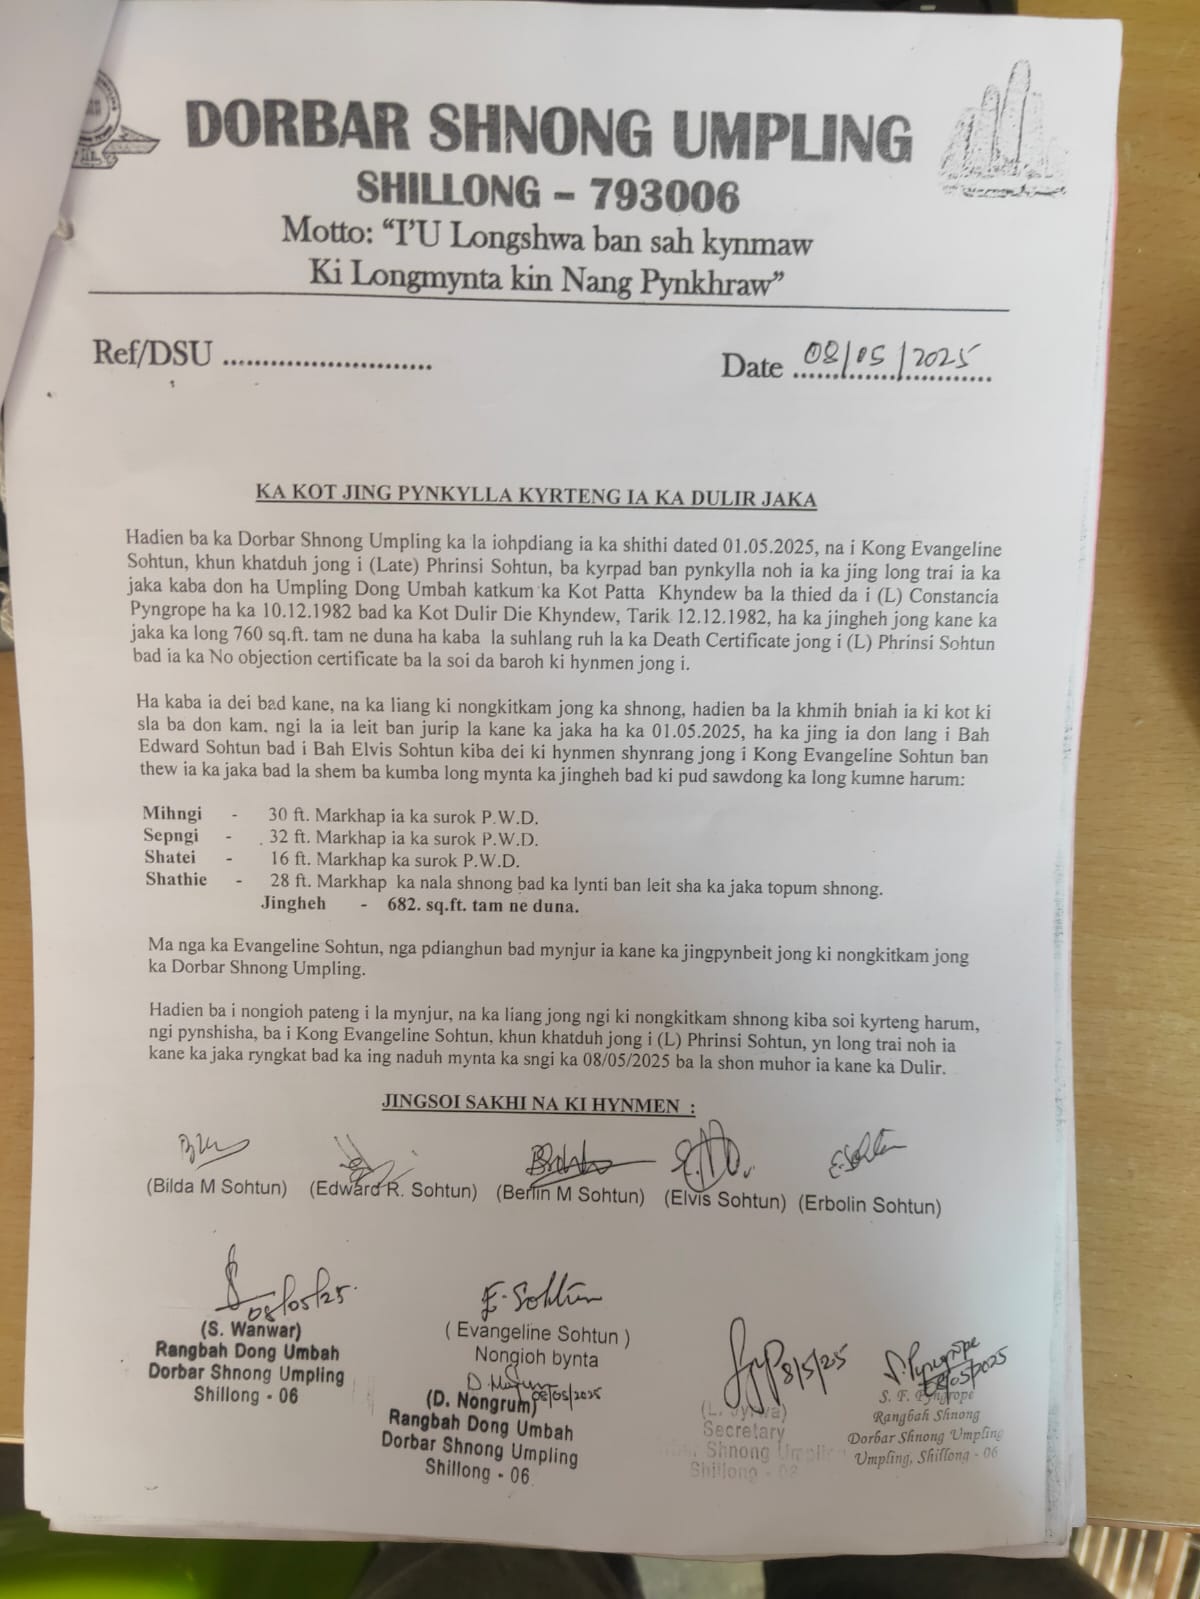 DORBAR SHNONG UMPLING
SHILLONG – 793006
Motto: “I’U Longshwa ban sah kynmaw
Ki Longmynta kin Nang Pynkhraw”
Ref/DSU ..........................
Date 08/05/2025
KA KOT JING PYNKYLLA KYRTENG IA KA DULIR JAKA
Hadien ba ka Dorbar Shnong Umpling ka la iohpdiang ia ka shithi dated 01.05.2025, na i Kong Evangeline
Sohtun, khun khatduh jong i (Late) Phrinsi Sohtun, ba kyrpad ban pynkylla noh ia ka jing long trai ia ka
jaka kaba don ha Umpling Dong Umbah katkum ka Kot Patta Khyndew ba la thied da i (L) Constancia
Pyngrope ha ka 10.12.1982 bad ka Kot Dulir Die Khyndew, Tarik 12.12.1982, ha ka jingheh jong kane ka
jaka ka long 760 sq.ft. tam ne duna ha kaba la suhlang ruh la ka Death Certificate jong i (L) Phrinsi Sohtun
bad ia ka No objection certificate ba la soi da baroh ki hynmen jong i.
Ha kaba ia dei bad kane, na ka liang ki nongkitkam jong ka shnong, hadien ba la khmih bniah ia ki kot ki
sla ba don kam, ngi la ia leit ban jurip la kane ka jaka ha ka 01.05.2025, ha ka jing ia don lang i Bah
Edward Sohtun bad i Bah Elvis Sohtun kiba dei ki hynmen shynrang jong i Kong Evangeline Sohtun ban
thew ia ka jaka bad la shem ba kumba long mynta ka jingheh bad ki pud sawdong ka long kumne harum:
Mihngi - 30 ft. Markhap ia ka surok P.W.D.
Sepngi - 32 ft. Markhap ia ka surok P.W.D.
Shatei - 16 ft. Markhap ka surok P.W.D.
Shathie - 28 ft. Markhap ka nala shnong bad ka lynti ban leit sha ka jaka topum shnong.
Jingheh - 682. sq.ft. tam ne duna.
Ma nga ka Evangeline Sohtun, nga pdianghun bad mynjur ia kane ka jingpynbeit jong ki nongkitkam jong
ka Dorbar Shnong Umpling.
Hadien ba i nongioh pateng i la mynjur, na ka liang jong ngi ki nongkitkam shnong kiba soi kyrteng harum,
ngi pynshisha, ba i Kong Evangeline Sohtun, khun khatduh jong i (L) Phrinsi Sohtun, yn long trai noh ia
kane ka jaka ryngkat bad ka ing naduh mynta ka sngi ka 08/05/2025 ba la shon muhor ia kane ka Dulir.
JINGSOI SAKHI NA KI HYNMEN :
E. Sohtun
(Bilda M Sohtun) (Edward R. Sohtun) (Berlin M Sohtun) (Elvis Sohtun) (Erbolin Sohtun)
08/05/25
(S. Wanwar)
Rangbah Dong Umbah
Dorbar Shnong Umpling
Shillong - 06
E. Sohtun
( Evangeline Sohtun )
Nongioh bynta
08/05/2025
(D. Nongrum)
Rangbah Dong Umbah
Dorbar Shnong Umpling
Shillong - 06
8/5/25
Secretary
Shnong
Shillong
S. Pyngrope
08/05/2025
S. F. Pyngrope
Rangbah Shnong
Dorbar Shnong Umpling
Umpling, Shillong - 06